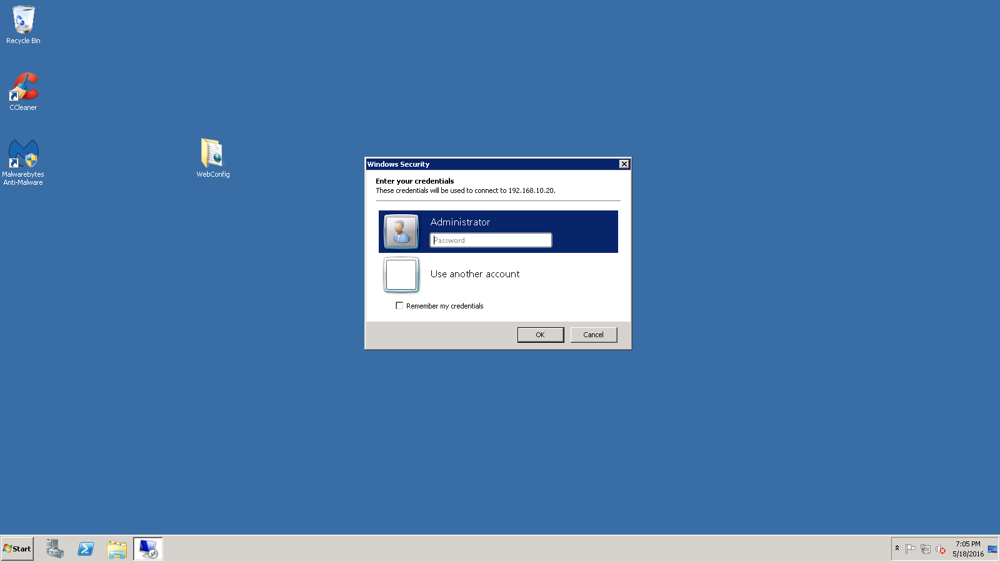 Recycle Bin
CCleaner
Malwarebytes
Anti-Malware
WebConfig
Windows Security
Enter your credentials
These credentials will be used to connect to 192.168.10.20.
Administrator
Password
Use another account
Remember my credentials
OK
Cancel
Start
7:05 PM
5/18/2016